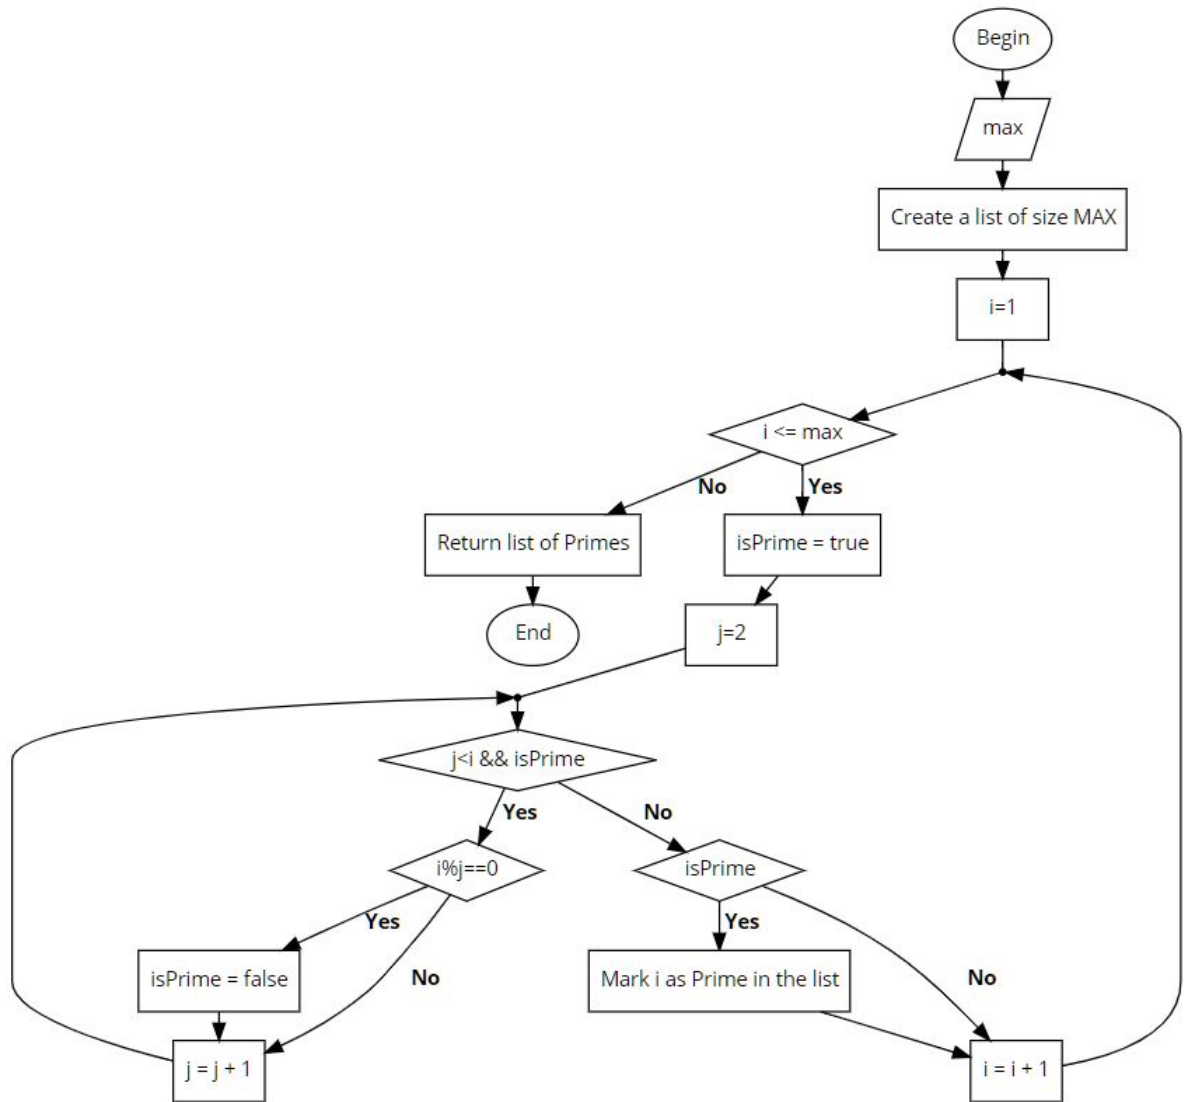 Begin
max
Create a list of size MAX
i=1
i <= max
No
Yes
Return list of Primes
isPrime = true
End
j=2
j<i && isPrime
Yes
No
i%j==0
isPrime
Yes
Yes
isPrime = false
No
Mark i as Prime in the list
No
j = j + 1
i = i + 1